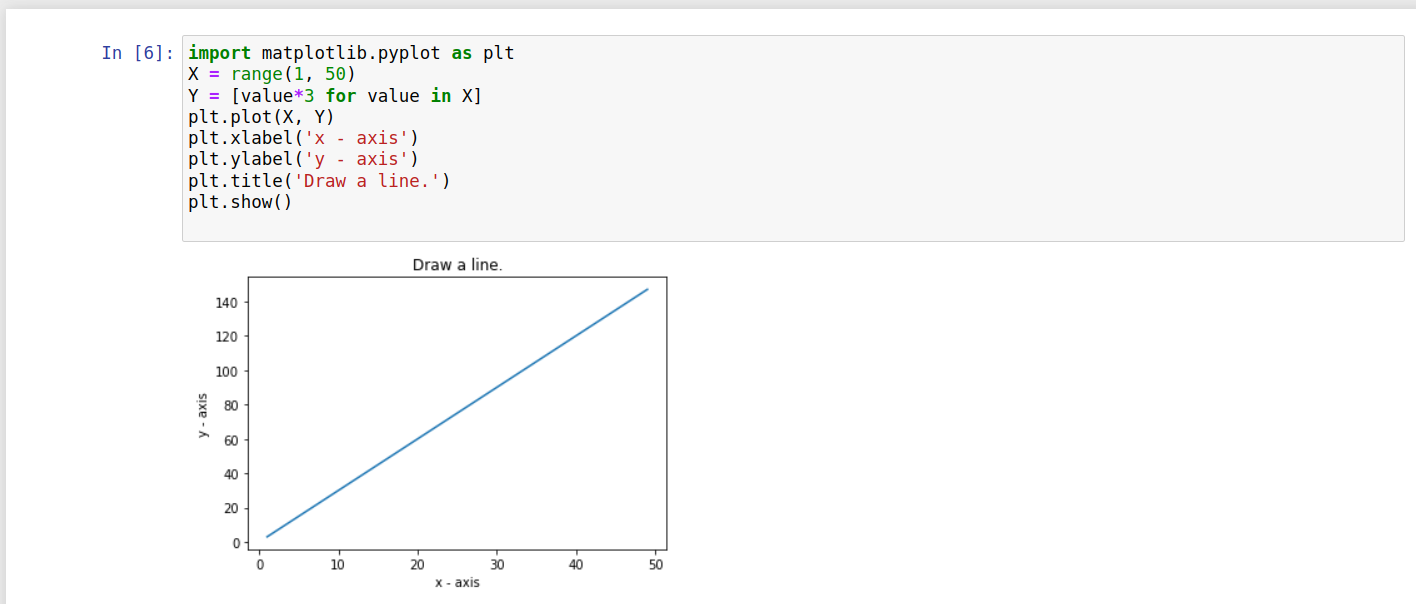 In [6]: import matplotlib.pyplot as plt
X = range(1, 50)
Y = [value*3 for value in X]
plt.plot(X, Y)
plt.xlabel('x - axis')
plt.ylabel('y - axis')
plt.title('Draw a line.')
plt.show()
Draw a line.
140
120
100
80
60
40
20
0
y - axis
0 10 20 30 40 50
x - axis